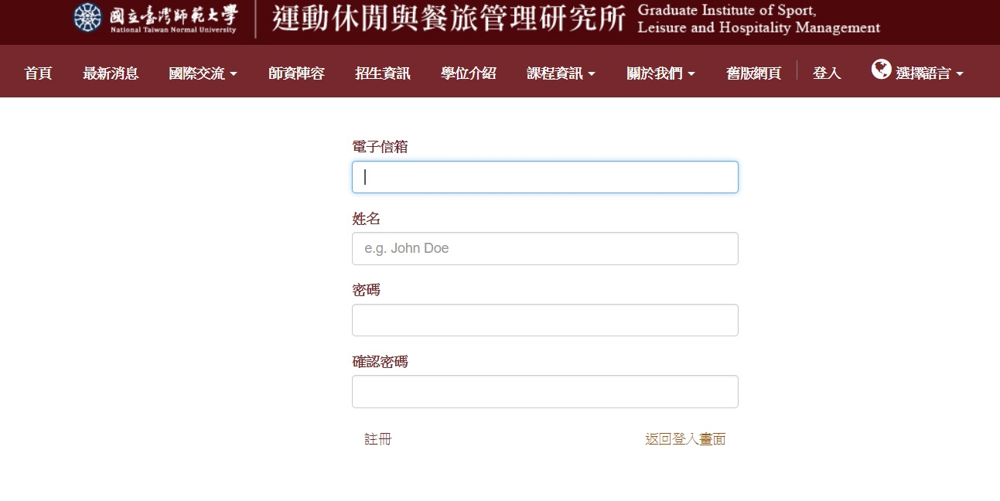 國立臺灣師範大學
National Taiwan Normal University
運動休閒與餐旅管理研究所
Graduate Institute of Sport,
Leisure and Hospitality Management
首頁 最新消息 國際交流 師資陣容 招生資訊 學位介紹 課程資訊 關於我們 舊版網頁 登入 選擇語言
電子信箱
姓名
e.g. John Doe
密碼
確認密碼
註冊 返回登入畫面